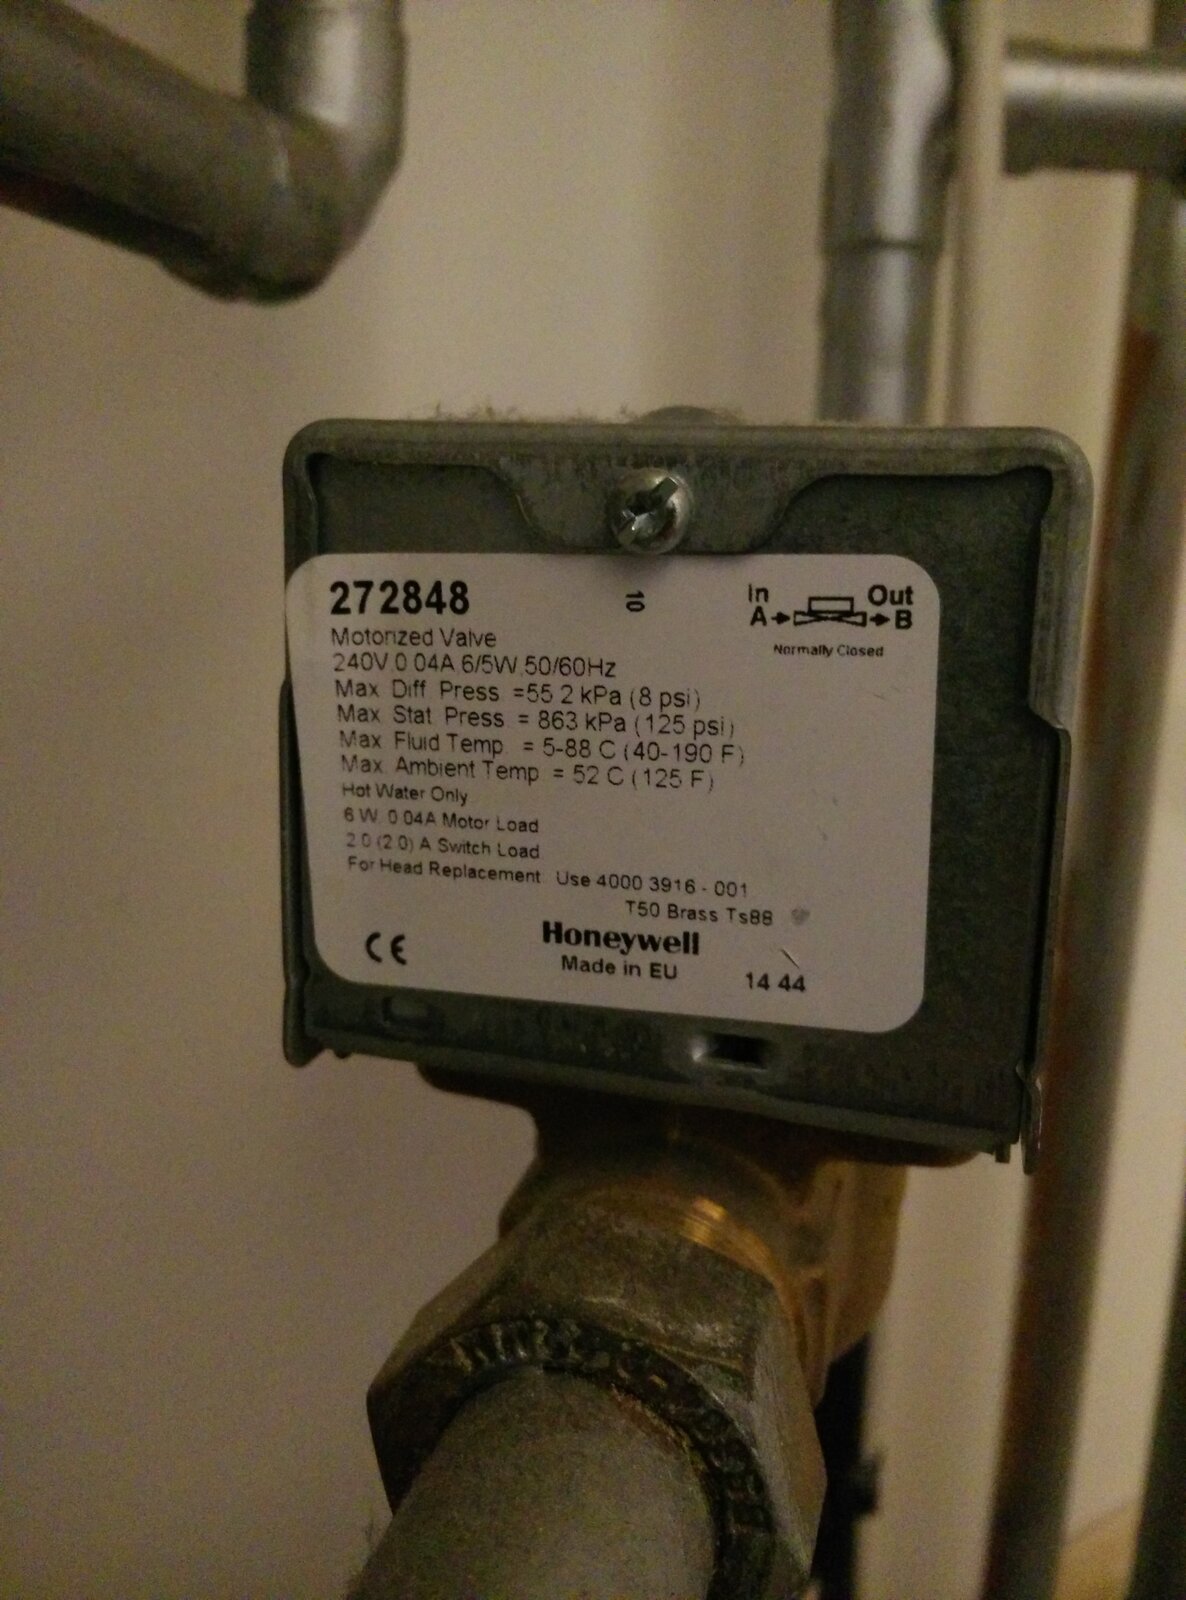 272848
10
In Out
A B
Normally Closed
Motorized Valve
240V.0.04A.6/5W.50/60Hz
Max. Diff. Press. =55.2 kPa (8 psi)
Max. Stat. Press. = 863 kPa (125 psi)
Max. Fluid Temp. = 5-88 C (40-190 F)
Max. Ambient Temp. = 52 C (125 F)
Hot Water Only
6 W. 0.04A Motor Load
2.0 (2.0) A Switch Load
For Head Replacement: Use 4000 3916 - 001
T50 Brass Ts88
CE
Honeywell
Made in EU
14 44